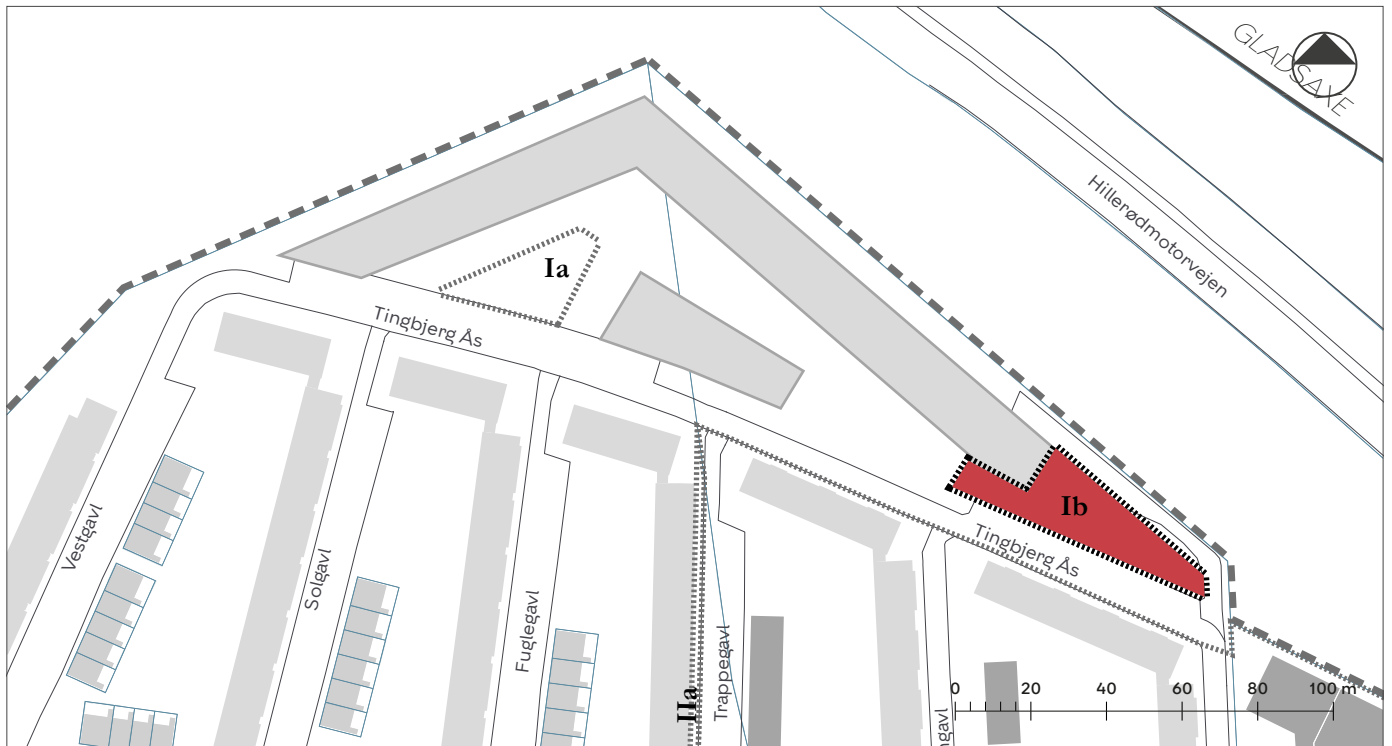 GLADSAXE
Hillerødmotorvejen
Ia
Tingbjerg Ås
Ib
Tingbjerg Ås
Vestgavl
Solgavl
Fuglegavl
Trappegavl
IIa
ngavl
0 20 40 60 80 100 m